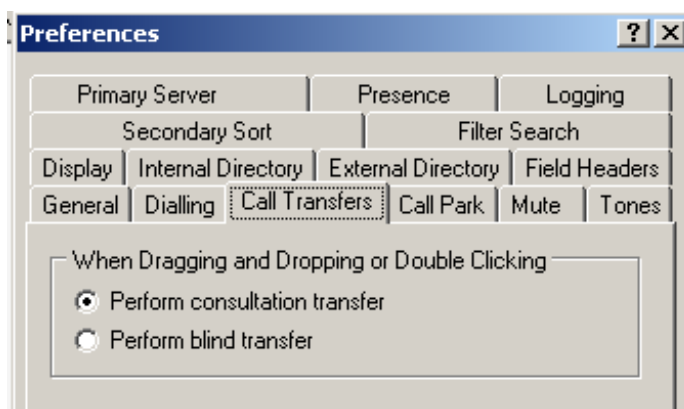 Preferences
Primary Server Presence Logging
Secondary Sort Filter Search
Display Internal Directory External Directory Field Headers
General Dialling Call Transfers Call Park Mute Tones
When Dragging and Dropping or Double Clicking
Perform consultation transfer
Perform blind transfer